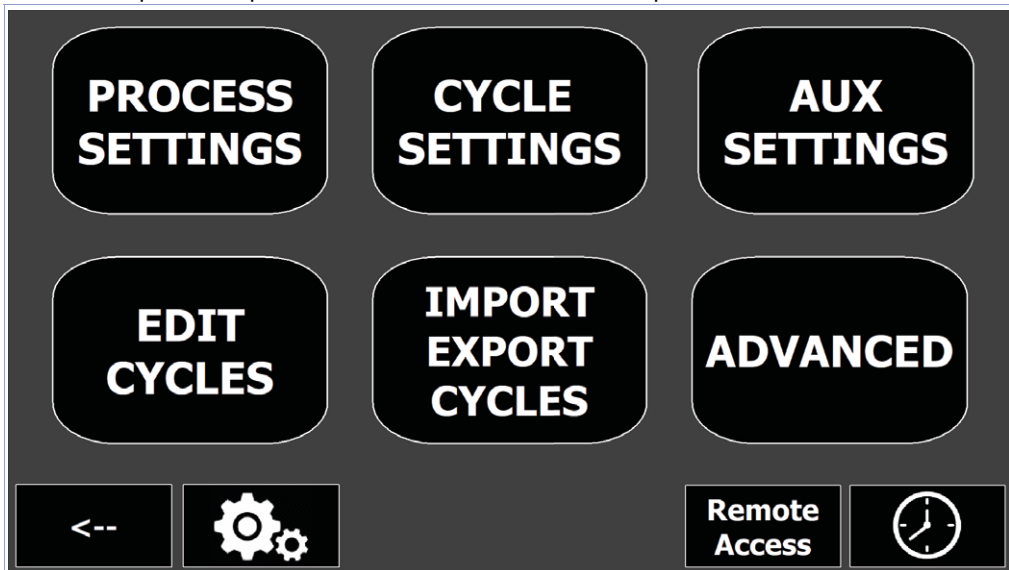 PROCESS
SETTINGS
CYCLE
SETTINGS
AUX
SETTINGS
EDIT
CYCLES
IMPORT
EXPORT
CYCLES
ADVANCED
<--
Remote
Access